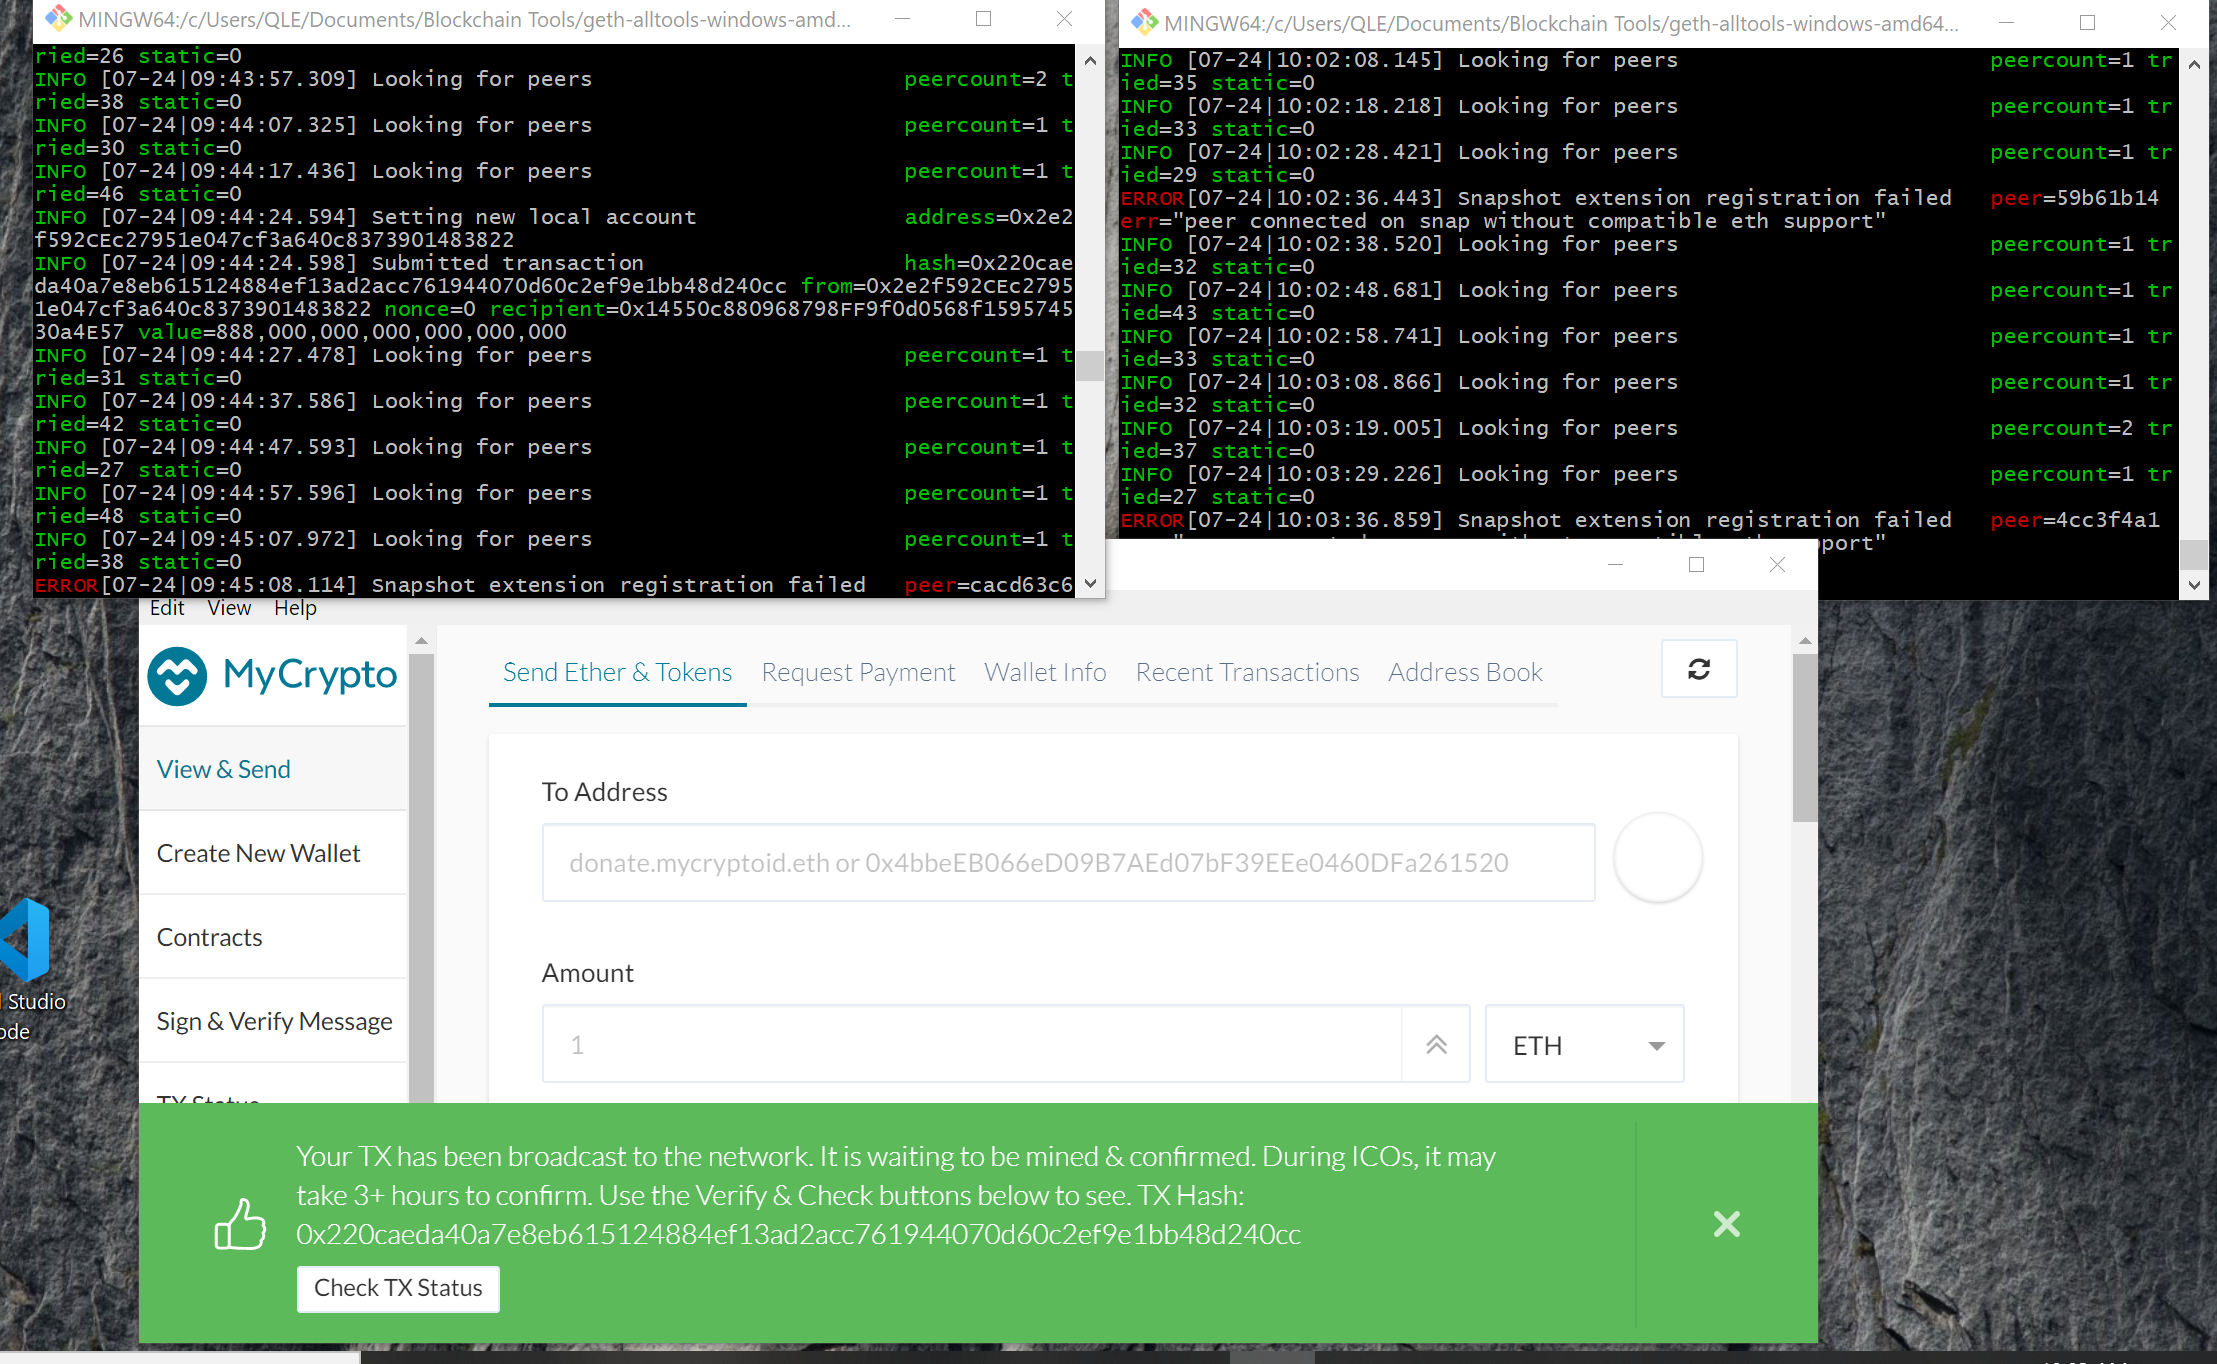 MINGW64:/c/Users/QLE/Documents/Blockchain Tools/geth-alltools-windows-amd...
ried=26 static=0
INFO [07-24|09:43:57.309] Looking for peers peercount=2 t
ried=38 static=0
INFO [07-24|09:44:07.325] Looking for peers peercount=1 t
ried=30 static=0
INFO [07-24|09:44:17.436] Looking for peers peercount=1 t
ried=46 static=0
INFO [07-24|09:44:24.594] Setting new local account address=0x2e2
f592CEc27951e047cf3a640c8373901483822
INFO [07-24|09:44:24.598] Submitted transaction hash=0x220cae
da40a7e8eb615124884ef13ad2acc761944070d60c2ef9e1bb48d240cc from=0x2e2f592CEc2795
1e047cf3a640c8373901483822 nonce=0 recipient=0x14550c880968798FF9f0d0568f1595745
30a4E57 value=888,000,000,000,000,000,000
INFO [07-24|09:44:27.478] Looking for peers peercount=1 t
ried=31 static=0
INFO [07-24|09:44:37.586] Looking for peers peercount=1 t
ried=42 static=0
INFO [07-24|09:44:47.593] Looking for peers peercount=1 t
ried=27 static=0
INFO [07-24|09:44:57.596] Looking for peers peercount=1 t
ried=48 static=0
INFO [07-24|09:45:07.972] Looking for peers peercount=1 t
ried=38 static=0
ERROR[07-24|09:45:08.114] Snapshot extension registration failed peer=cacd63c6
MINGW64:/c/Users/QLE/Documents/Blockchain Tools/geth-alltools-windows-amd64...
INFO [07-24|10:02:08.145] Looking for peers peercount=1 tr
ied=35 static=0
INFO [07-24|10:02:18.218] Looking for peers peercount=1 tr
ied=33 static=0
INFO [07-24|10:02:28.421] Looking for peers peercount=1 tr
ied=29 static=0
ERROR[07-24|10:02:36.443] Snapshot extension registration failed peer=59b61b14
err="peer connected on snap without compatible eth support"
INFO [07-24|10:02:38.520] Looking for peers peercount=1 tr
ied=32 static=0
INFO [07-24|10:02:48.681] Looking for peers peercount=1 tr
ied=43 static=0
INFO [07-24|10:02:58.741] Looking for peers peercount=1 tr
ied=33 static=0
INFO [07-24|10:03:08.866] Looking for peers peercount=1 tr
ied=32 static=0
INFO [07-24|10:03:19.005] Looking for peers peercount=2 tr
ied=37 static=0
INFO [07-24|10:03:29.226] Looking for peers peercount=1 tr
ied=27 static=0
ERROR[07-24|10:03:36.859] Snapshot extension registration failed peer=4cc3f4a1
pport"
Edit View Help
MyCrypto
View & Send
Create New Wallet
Contracts
Sign & Verify Message
TX Status
Send Ether & Tokens Request Payment Wallet Info Recent Transactions Address Book
To Address
donate.mycryptoid.eth or 0x4bbeEB066eD09B7AEd07bF39EEe0460DFa261520
Amount
1 ETH
Studio
ode
Your TX has been broadcast to the network. It is waiting to be mined & confirmed. During ICOs, it may
take 3+ hours to confirm. Use the Verify & Check buttons below to see. TX Hash:
0x220caeda40a7e8eb615124884ef13ad2acc761944070d60c2ef9e1bb48d240cc
Check TX Status